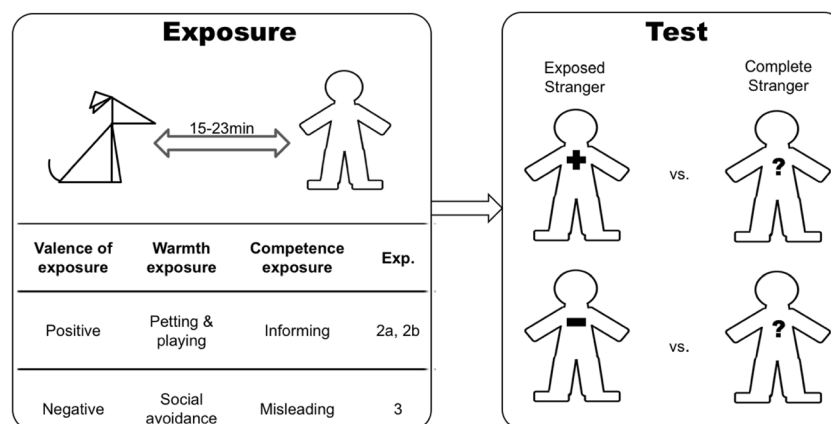 Exposure
15-23min
Valence of exposure Warmth exposure Competence exposure Exp.
Positive Petting & playing Informing 2a, 2b
Negative Social avoidance Misleading 3
Test
Exposed Stranger Complete Stranger
+ vs. ?
- vs. ?